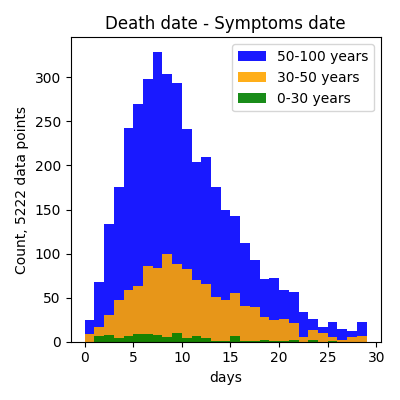 Death date - Symptoms date
50-100 years
30-50 years
0-30 years
Count, 5222 data points
300
250
200
150
100
50
0
0 5 10 15 20 25 30
days